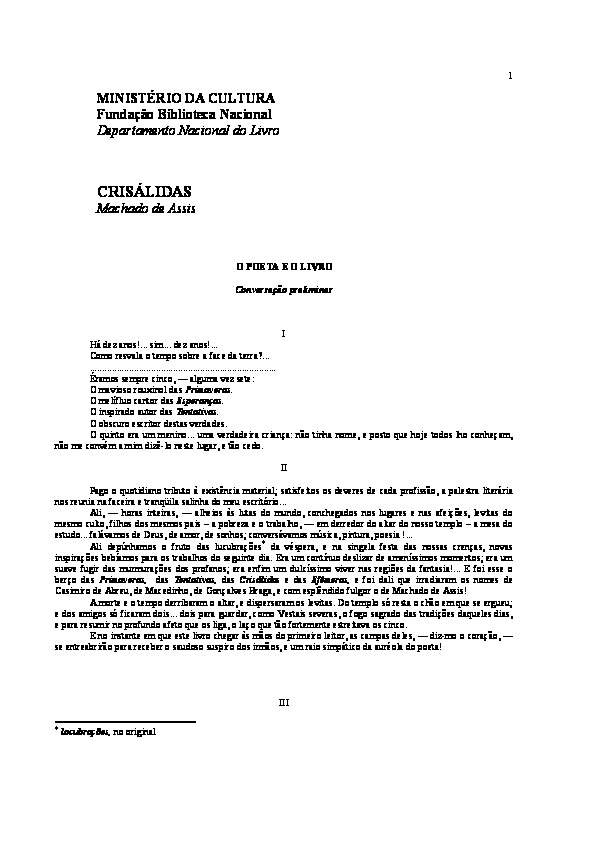 1
MINISTÉRIO DA CULTURA
Fundação Biblioteca Nacional
Departamento Nacional do Livro
CRISÁLIDAS
Machado de Assis
O POETA E O LIVRO
Conversação preliminar
I
Há dez anos!... sim... dez anos!...
Como resvala o tempo sobre a face da terra?...
..............................................................................
Éramos sempre cinco, — alguma vez sete:
O mavioso rouxinol das Primaveras.
O melífluo cantor das Esperanças.
O inspirado autor das Tentativas.
O obscuro escritor destas verdades.
O quinto era um menino... uma verdadeira criança: não tinha nome, e posto que hoje todos lho conheçam,
não me convém a mim dizê-lo neste lugar, e tão cedo.
II
Pago o quotidiano tributo à existência material; satisfeitos os deveres de cada profissão, a palestra literária
nos reunia na faceira e tranqüila salinha do meu escritório...
Ali, — horas inteiras, — alheios às lutas do mundo, conchegados nos lugares e nas afeições, levitas do
mesmo culto, filhos dos mesmos pais – a pobreza e o trabalho, — em derredor do altar do nosso templo – a mesa do
estudo... falávamos de Deus, de amor, de sonhos; conversávamos música, pintura, poesia!...
Ali depúnhamos o fruto das lucubrações* da véspera, e na singela festa das nossas crenças, novas
inspirações bebíamos para os trabalhos do seguinte dia. Era um contínuo deslizar de ameníssimos momentos; era um
suave fugir das murmurações dos profanos; era enfim um dulcíssimo viver nas regiões da fantasia!... E foi esse o
berço das Primaveras, das Tentativas, das Crisálidas e das Efêmeras, e foi dali que irradiaram os nomes de
Casimiro de Abreu, de Macedinho, de Gonçalves Braga, e com esplêndido fulgor o de Machado de Assis!
A morte e o tempo derribaram o altar, e dispersaram os levitas. Do templo só resta o chão em que se ergueu;
e dos amigos só ficaram dois... dois para guardar, como Vestais severas, o fogo sagrado das tradições daqueles dias,
e para resumir no profundo afeto que os liga, o laço que tão fortemente estreitava os cinco.
E no instante em que este livro chegar às mãos do primeiro leitor, as campas deles, — diz-mo o coração, —
se entreabrirão para receber o saudoso suspiro dos irmãos, e um raio simpático da auréola do poeta!
III
* locubrações, no original